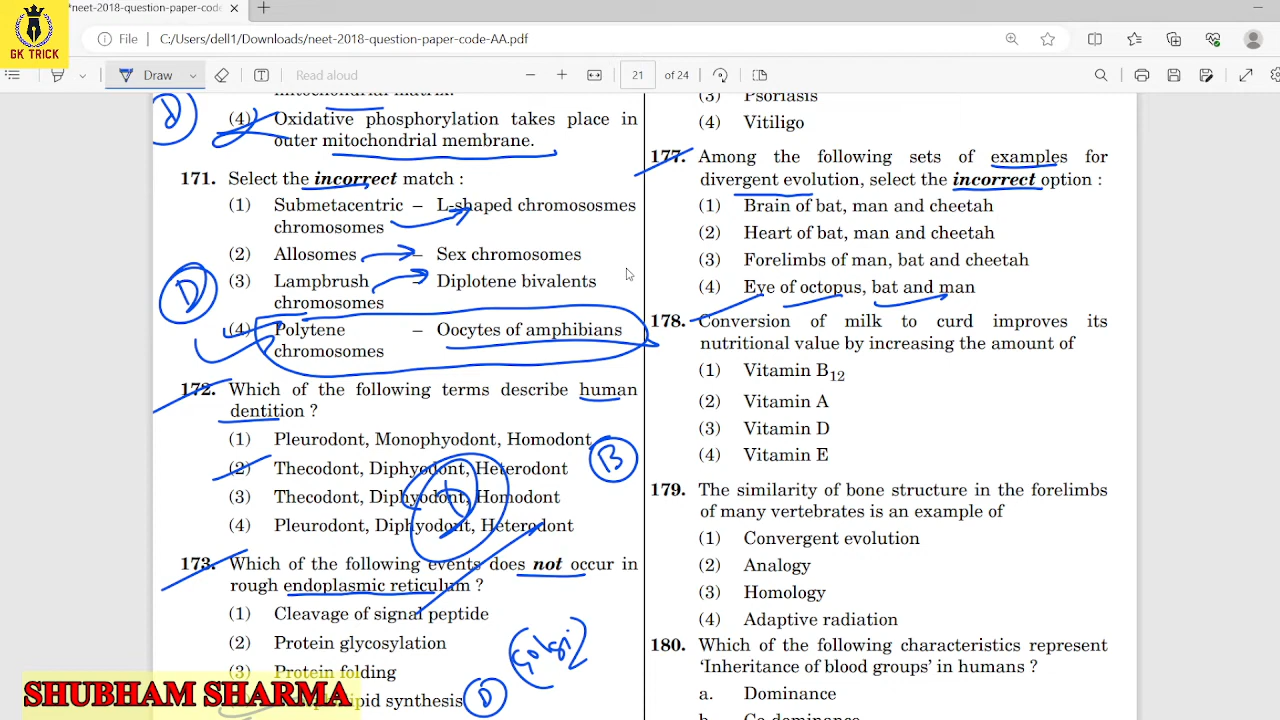 *neet-2018-question-paper-code
GK TRICK
File
C:/Users/dell1/Downloads/neet-2018-question-paper-code-AA.pdf
Draw
Read aloud
21
of 24
mitochondrial matrix.
(4) Oxidative phosphorylation takes place in
outer mitochondrial membrane.
D
171. Select the incorrect match :
(1) Submetacentric – L-shaped chromososmes
chromosomes
(2) Allosomes – Sex chromosomes
(3) Lampbrush – Diplotene bivalents
chromosomes
D
(4) Polytene – Oocytes of amphibians
chromosomes
172. Which of the following terms describe human
dentition ?
(1) Pleurodont, Monophyodont, Homodont
(2) Thecodont, Diphyodont, Heterodont
B
(3) Thecodont, Diphyodont, Homodont
(4) Pleurodont, Diphyodont, Heterodont
D
173. Which of the following events does not occur in
rough endoplasmic reticulum ?
(1) Cleavage of signal peptide
(2) Protein glycosylation
Golgi
(3) Protein folding
lipid synthesis
D
SHUBHAM SHARMA
(3) Psoriasis
(4) Vitiligo
177. Among the following sets of examples for
divergent evolution, select the incorrect option :
(1) Brain of bat, man and cheetah
(2) Heart of bat, man and cheetah
(3) Forelimbs of man, bat and cheetah
(4) Eye of octopus, bat and man
178. Conversion of milk to curd improves its
nutritional value by increasing the amount of
(1) Vitamin B12
(2) Vitamin A
(3) Vitamin D
(4) Vitamin E
179. The similarity of bone structure in the forelimbs
of many vertebrates is an example of
(1) Convergent evolution
(2) Analogy
(3) Homology
(4) Adaptive radiation
180. Which of the following characteristics represent
‘Inheritance of blood groups’ in humans ?
a. Dominance
b. Co-dominance